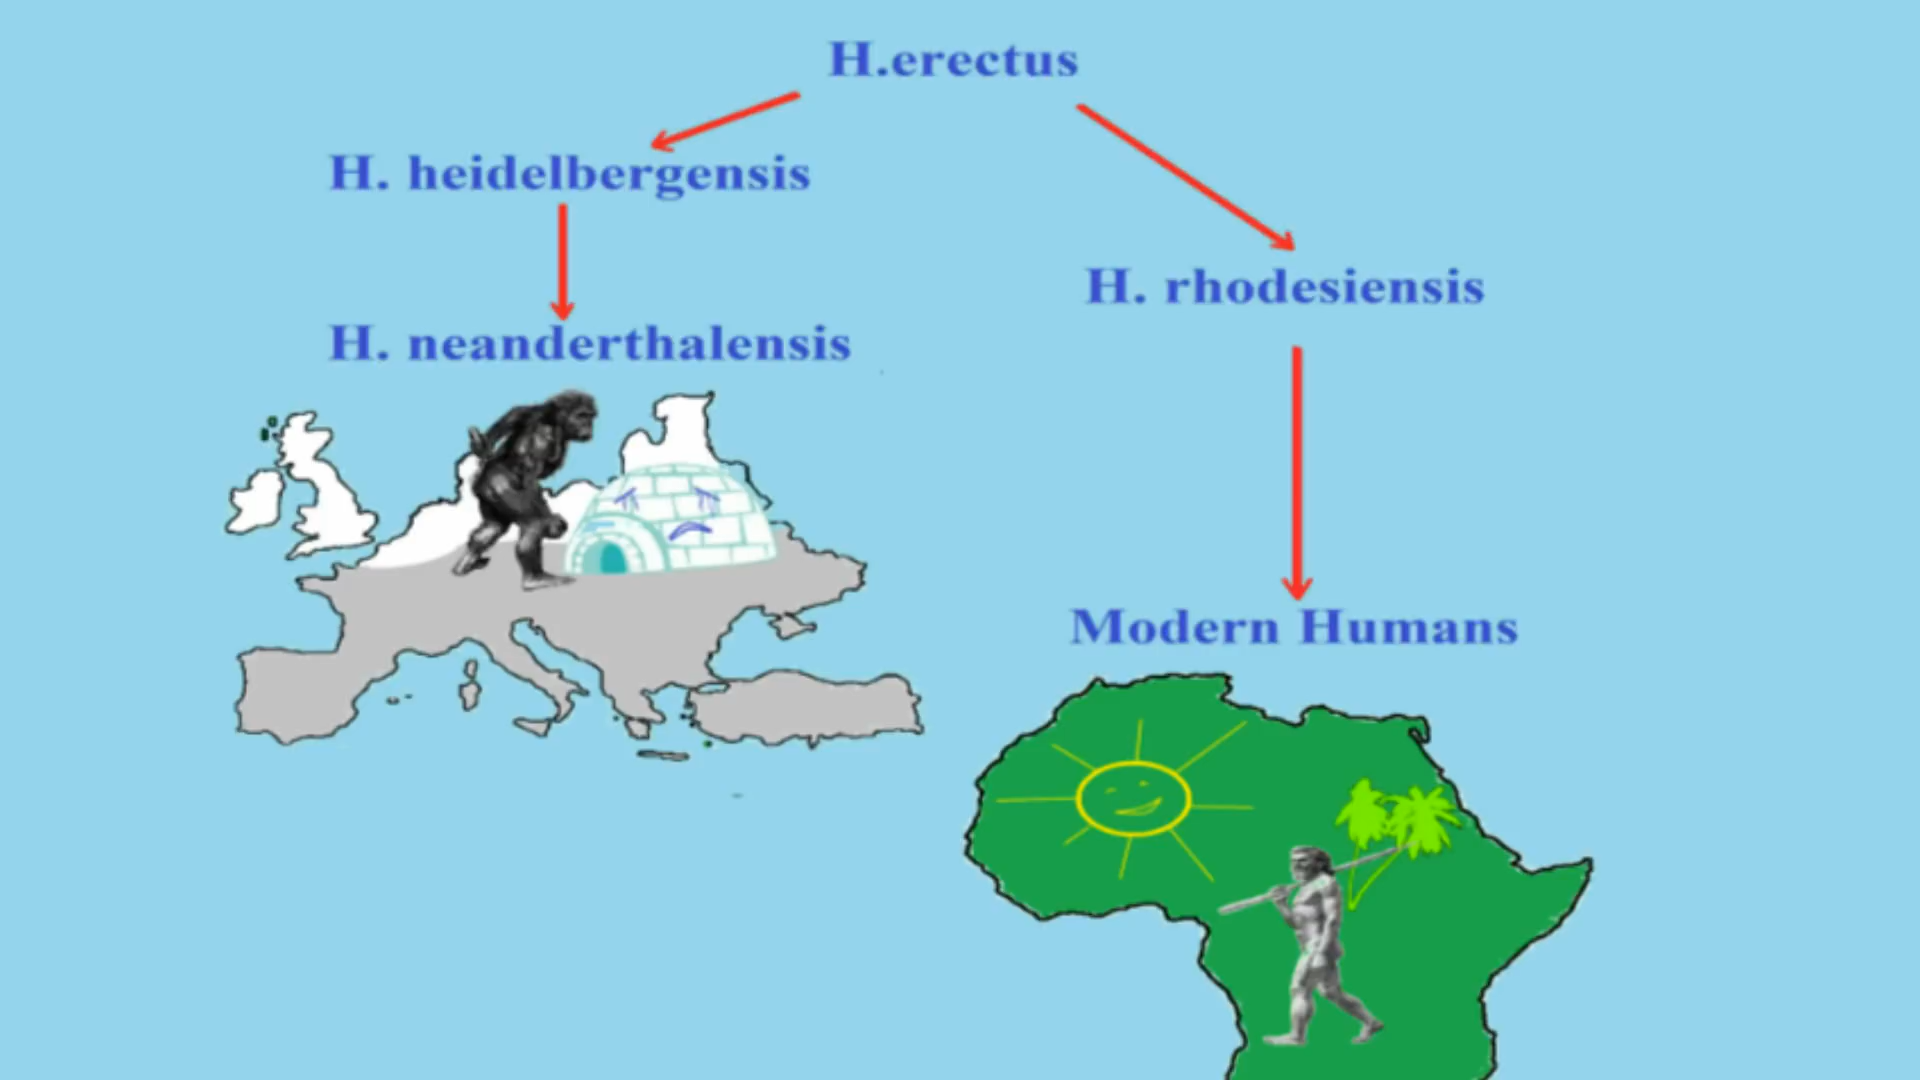 H.erectus
H. heidelbergensis
H. rhodesiensis
H. neanderthalensis
Modern Humans